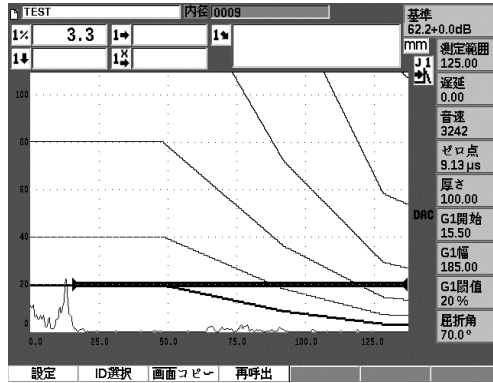 TEST
内径 0009
基準
62.2+0.0dB
1% 3.3
mm
測定範囲
125.00
遅延
0.00
音速
3242
ゼロ点
9.13 µs
厚さ
100.00
DAC
G1開始
15.50
G1幅
185.00
G1閾値
20 %
屈折角
70.0°
100
80
60
40
20
0
0.0 25.0 50.0 75.0 100.0 125.0
設定 ID選択 画面コピー 再呼出